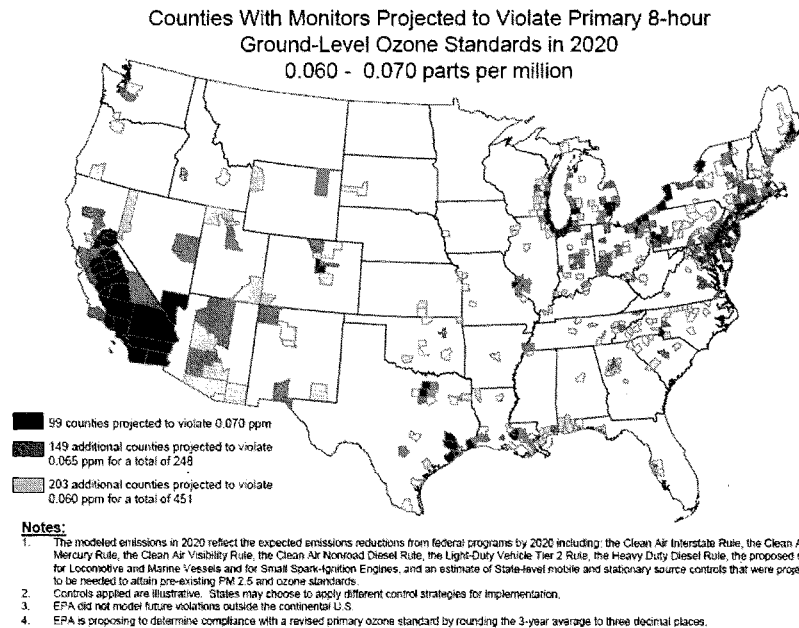 Counties With Monitors Projected to Violate Primary 8-hour
Ground-Level Ozone Standards in 2020
0.060 - 0.070 parts per million
99 counties projected to violate 0.070 ppm
149 additional counties projected to violate
0.065 ppm for a total of 248
203 additional counties projected to violate
0.060 ppm for a total of 451
Notes:
1. The modeled emissions in 2020 reflect the expected emissions reductions from federal programs by 2020 including: the Clean Air Interstate Rule, the Clean
Mercury Rule, the Clean Air Visibility Rule, the Clean Air Nonroad Diesel Rule, the Light-Duty Vehicle Tier 2 Rule, the Heavy Duty Diesel Rule, the proposed
for Locomotive and Marine Vessels and for Small Spark-Ignition Engines, and an estimate of State-level mobile and stationary source controls that were
to be needed to attain pre-existing PM 2.5 and ozone standards.
2. Controls applied are illustrative. States may choose to apply different control strategies for implementation.
3. EPA did not model future violations outside the continental U.S.
4. EPA is proposing to determine compliance with a revised primary ozone standard by rounding the 3-year average to three decimal places.